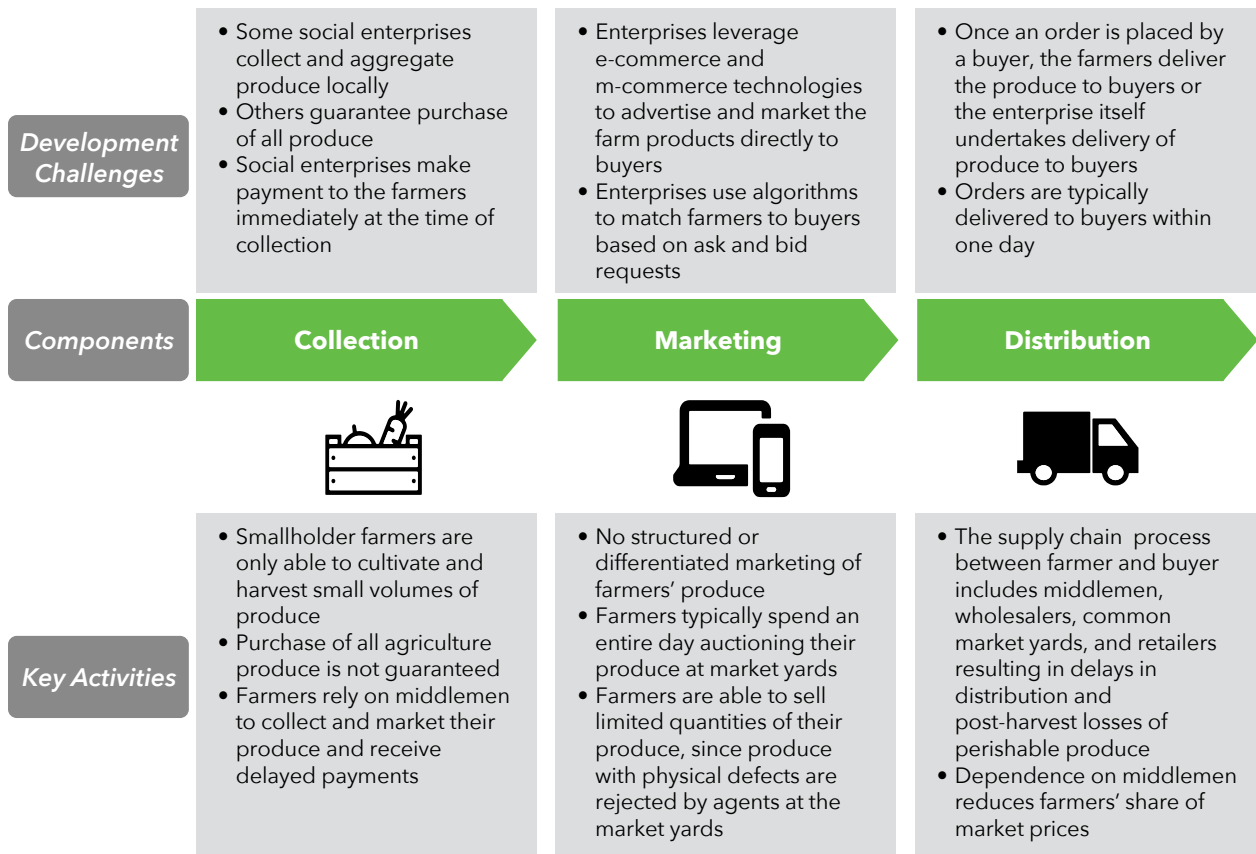 Development
Challenges
• Some social enterprises
collect and aggregate
produce locally
• Others guarantee purchase
of all produce
• Social enterprises make
payment to the farmers
immediately at the time of
collection
• Enterprises leverage
e-commerce and
m-commerce technologies
to advertise and market the
farm products directly to
buyers
• Enterprises use algorithms
to match farmers to buyers
based on ask and bid
requests
• Once an order is placed by
a buyer, the farmers deliver
the produce to buyers or
the enterprise itself
undertakes delivery of
produce to buyers
• Orders are typically
delivered to buyers within
one day
Components
Collection
Marketing
Distribution
Key Activities
• Smallholder farmers are
only able to cultivate and
harvest small volumes of
produce
• Purchase of all agriculture
produce is not guaranteed
• Farmers rely on middlemen
to collect and market their
produce and receive
delayed payments
• No structured or
differentiated marketing of
farmers’ produce
• Farmers typically spend an
entire day auctioning their
produce at market yards
• Farmers are able to sell
limited quantities of their
produce, since produce
with physical defects are
rejected by agents at the
market yards
• The supply chain process
between farmer and buyer
includes middlemen,
wholesalers, common
market yards, and retailers
resulting in delays in
distribution and
post-harvest losses of
perishable produce
• Dependence on middlemen
reduces farmers’ share of
market prices